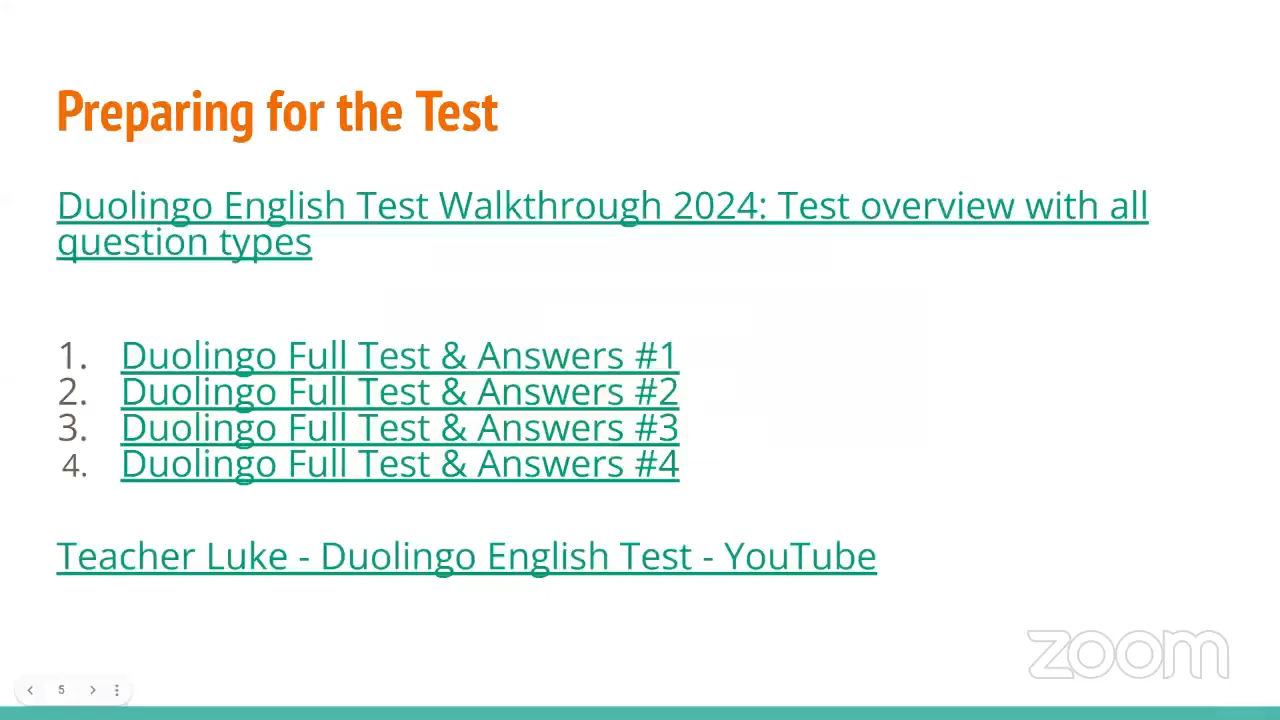 Preparing for the Test
Duolingo English Test Walkthrough 2024: Test overview with all
question types
1. Duolingo Full Test & Answers #1
2. Duolingo Full Test & Answers #2
3. Duolingo Full Test & Answers #3
4. Duolingo Full Test & Answers #4
Teacher Luke - Duolingo English Test - YouTube
zoom
5